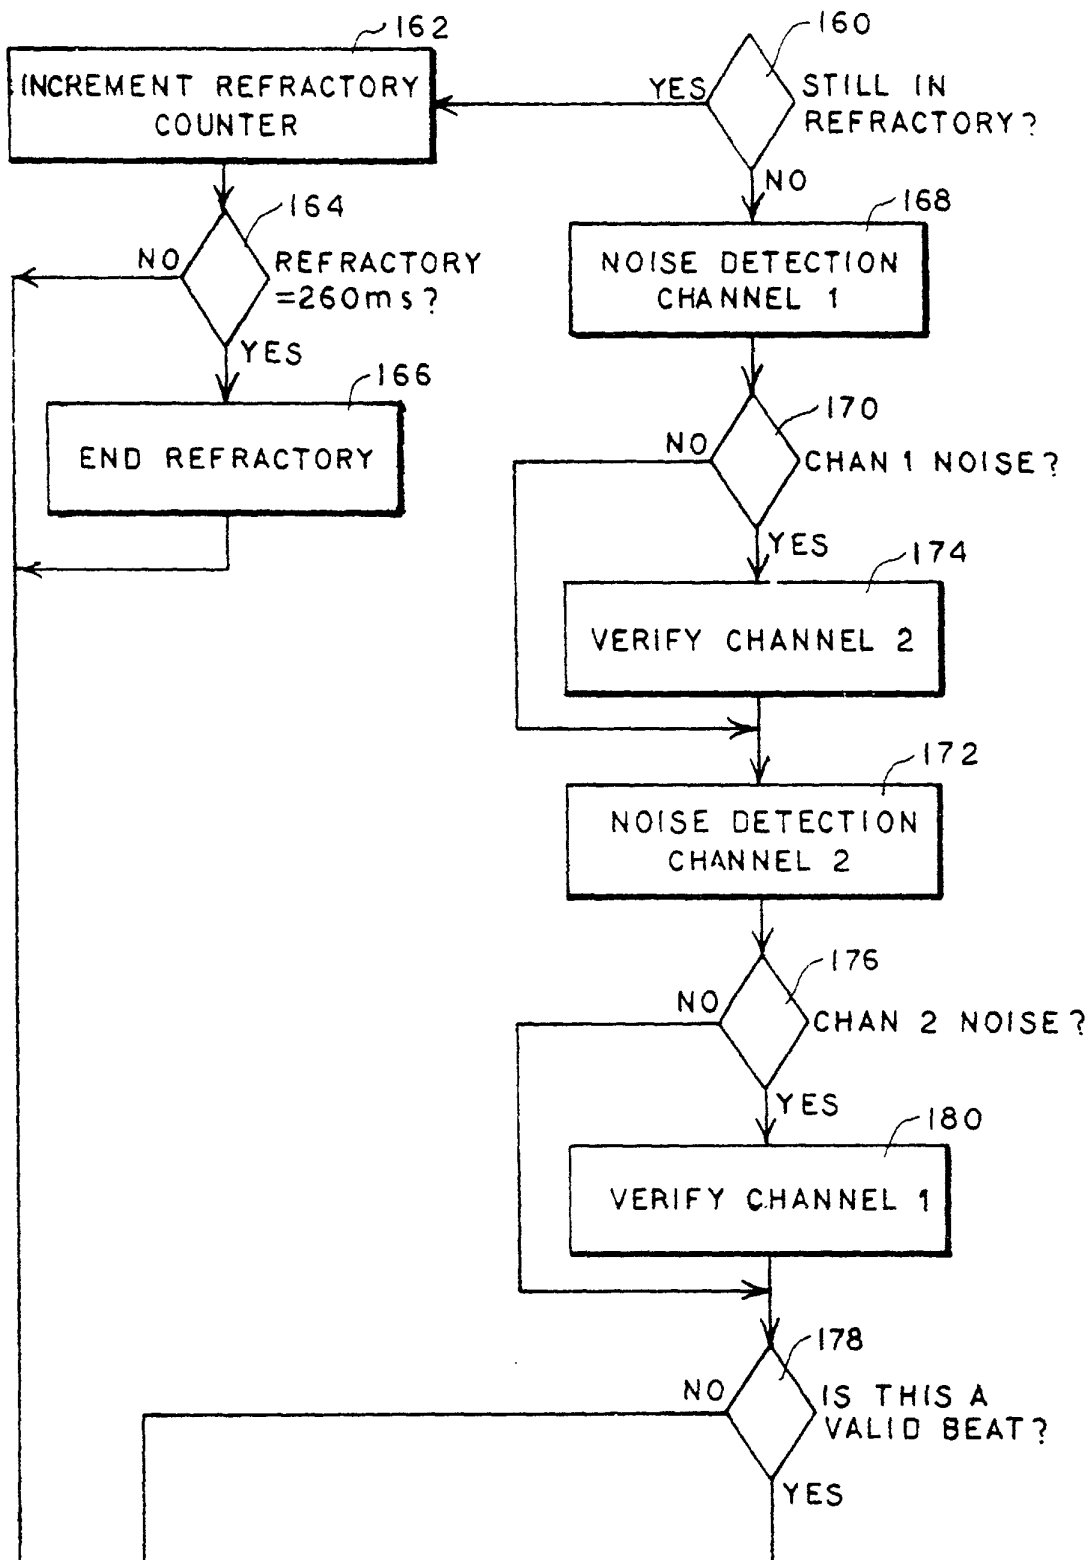 162
INCREMENT REFRACTORY
COUNTER
160
YES
STILL IN
REFRACTORY?
NO
164
NO
REFRACTORY
=260ms?
YES
166
END REFRACTORY
168
NOISE DETECTION
CHANNEL 1
170
NO
CHAN 1 NOISE?
YES
174
VERIFY CHANNEL 2
172
NOISE DETECTION
CHANNEL 2
176
NO
CHAN 2 NOISE?
YES
180
VERIFY CHANNEL 1
178
NO
IS THIS A
VALID BEAT?
YES